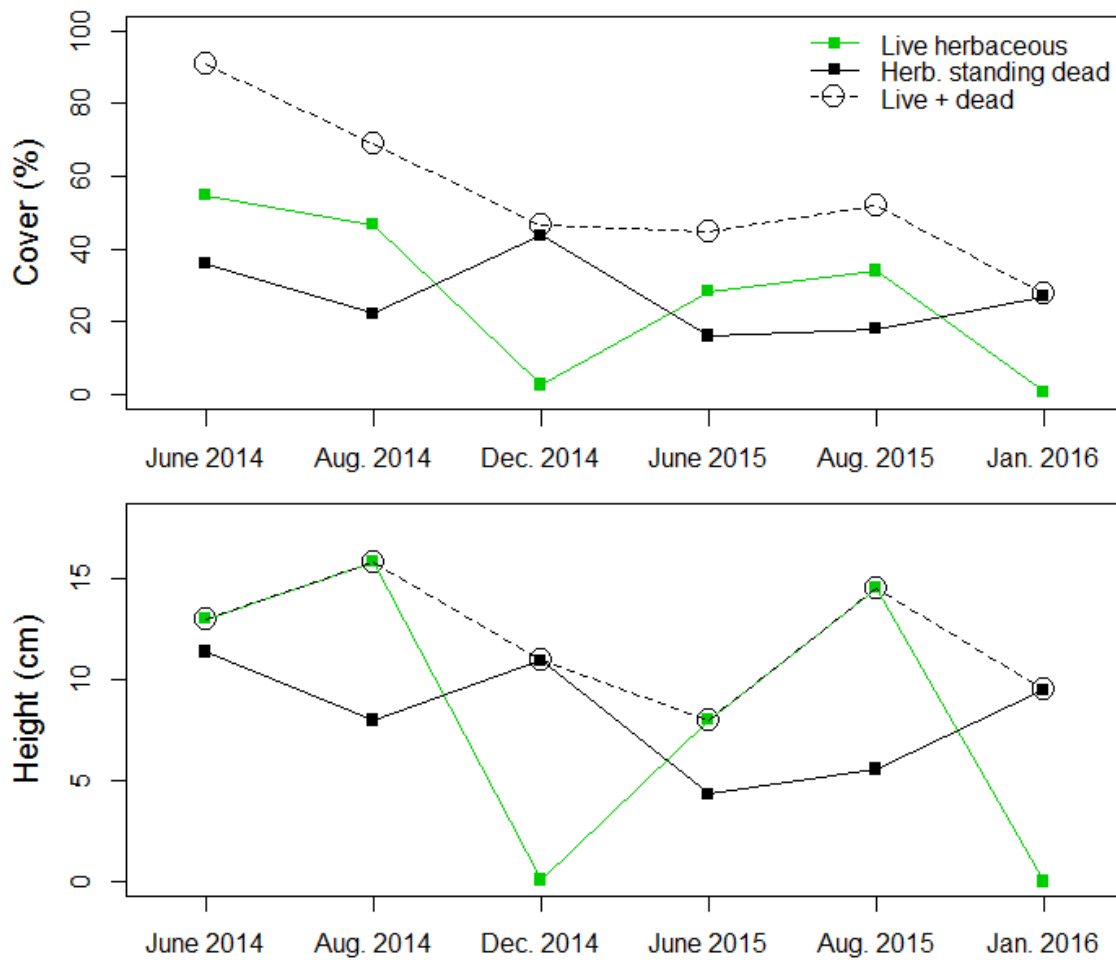 Cover (%)
100
80
60
40
20
0
Live herbaceous
Herb. standing dead
Live + dead
June 2014
Aug. 2014
Dec. 2014
June 2015
Aug. 2015
Jan. 2016
Height (cm)
15
10
5
0
June 2014
Aug. 2014
Dec. 2014
June 2015
Aug. 2015
Jan. 2016